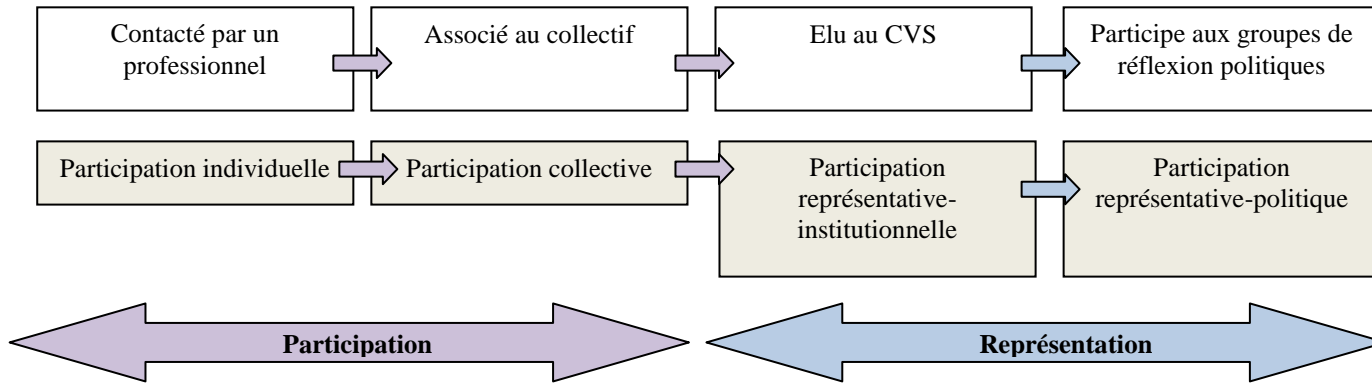 Contacté par un
professionnel
Associé au collectif
Elu au CVS
Participe aux groupes de
réflexion politiques
Participation individuelle
Participation collective
Participation
représentative-
institutionnelle
Participation
représentative-politique
Participation
Représentation